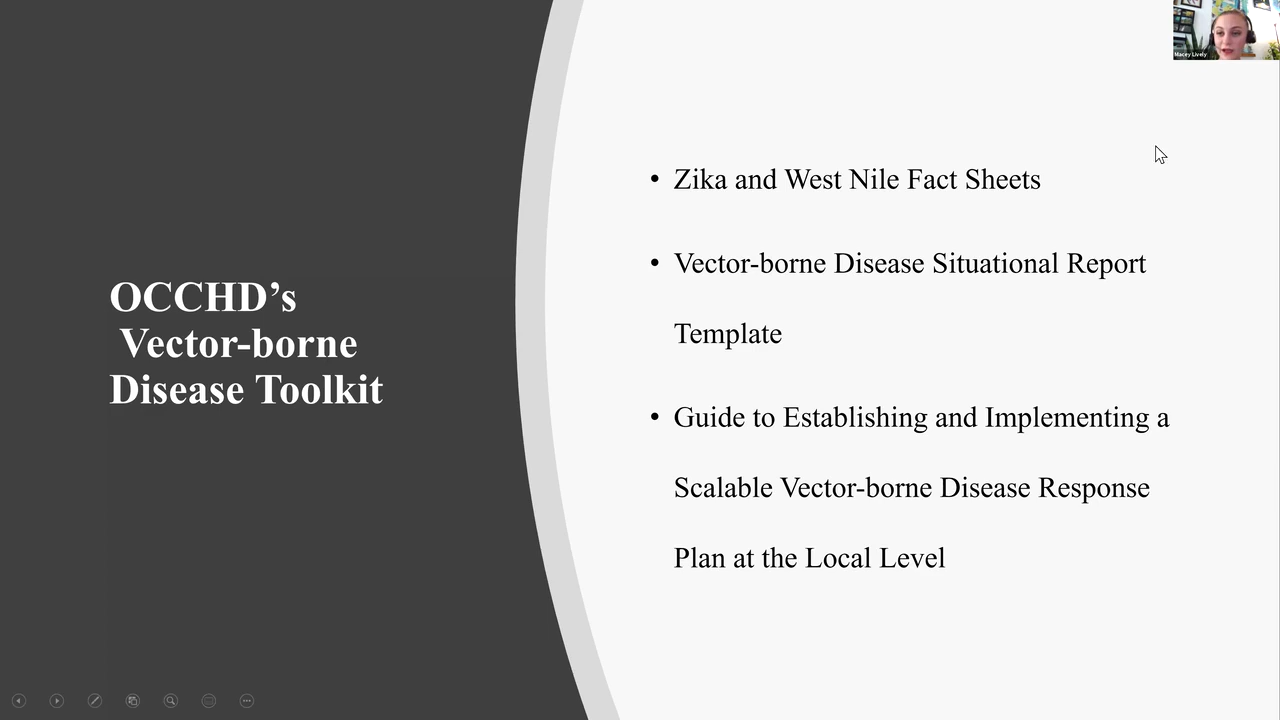 Macey Lively
OCCHD’s
Vector-borne
Disease Toolkit
• Zika and West Nile Fact Sheets
• Vector-borne Disease Situational Report
Template
• Guide to Establishing and Implementing a
Scalable Vector-borne Disease Response
Plan at the Local Level